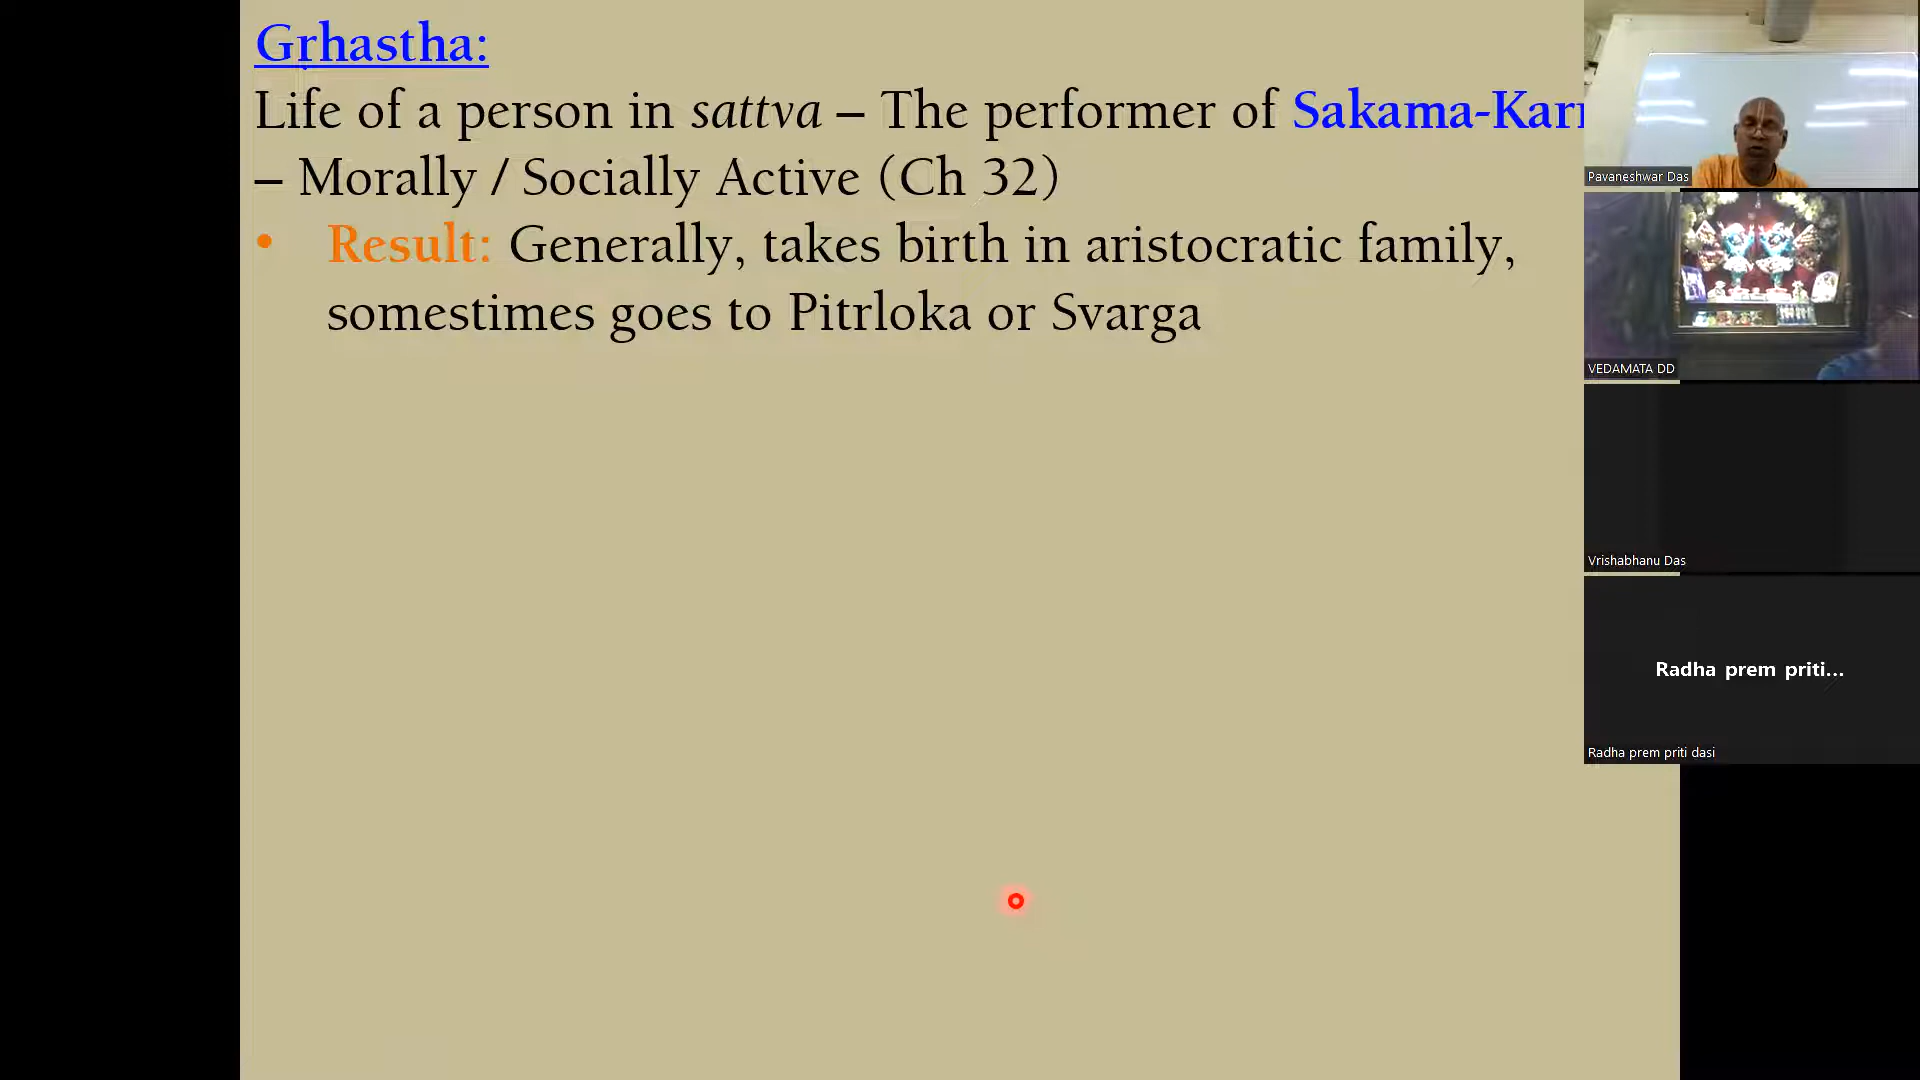 Grhastha:
Life of a person in sattva – The performer of Sakama-Kar
– Morally / Socially Active (Ch 32)
• Result: Generally, takes birth in aristocratic family,
somestimes goes to Pitrloka or Svarga
Pavaneshwar Das
VEDAMATA DD
Vrishabhanu Das
Radha prem priti...
Radha prem priti dasi